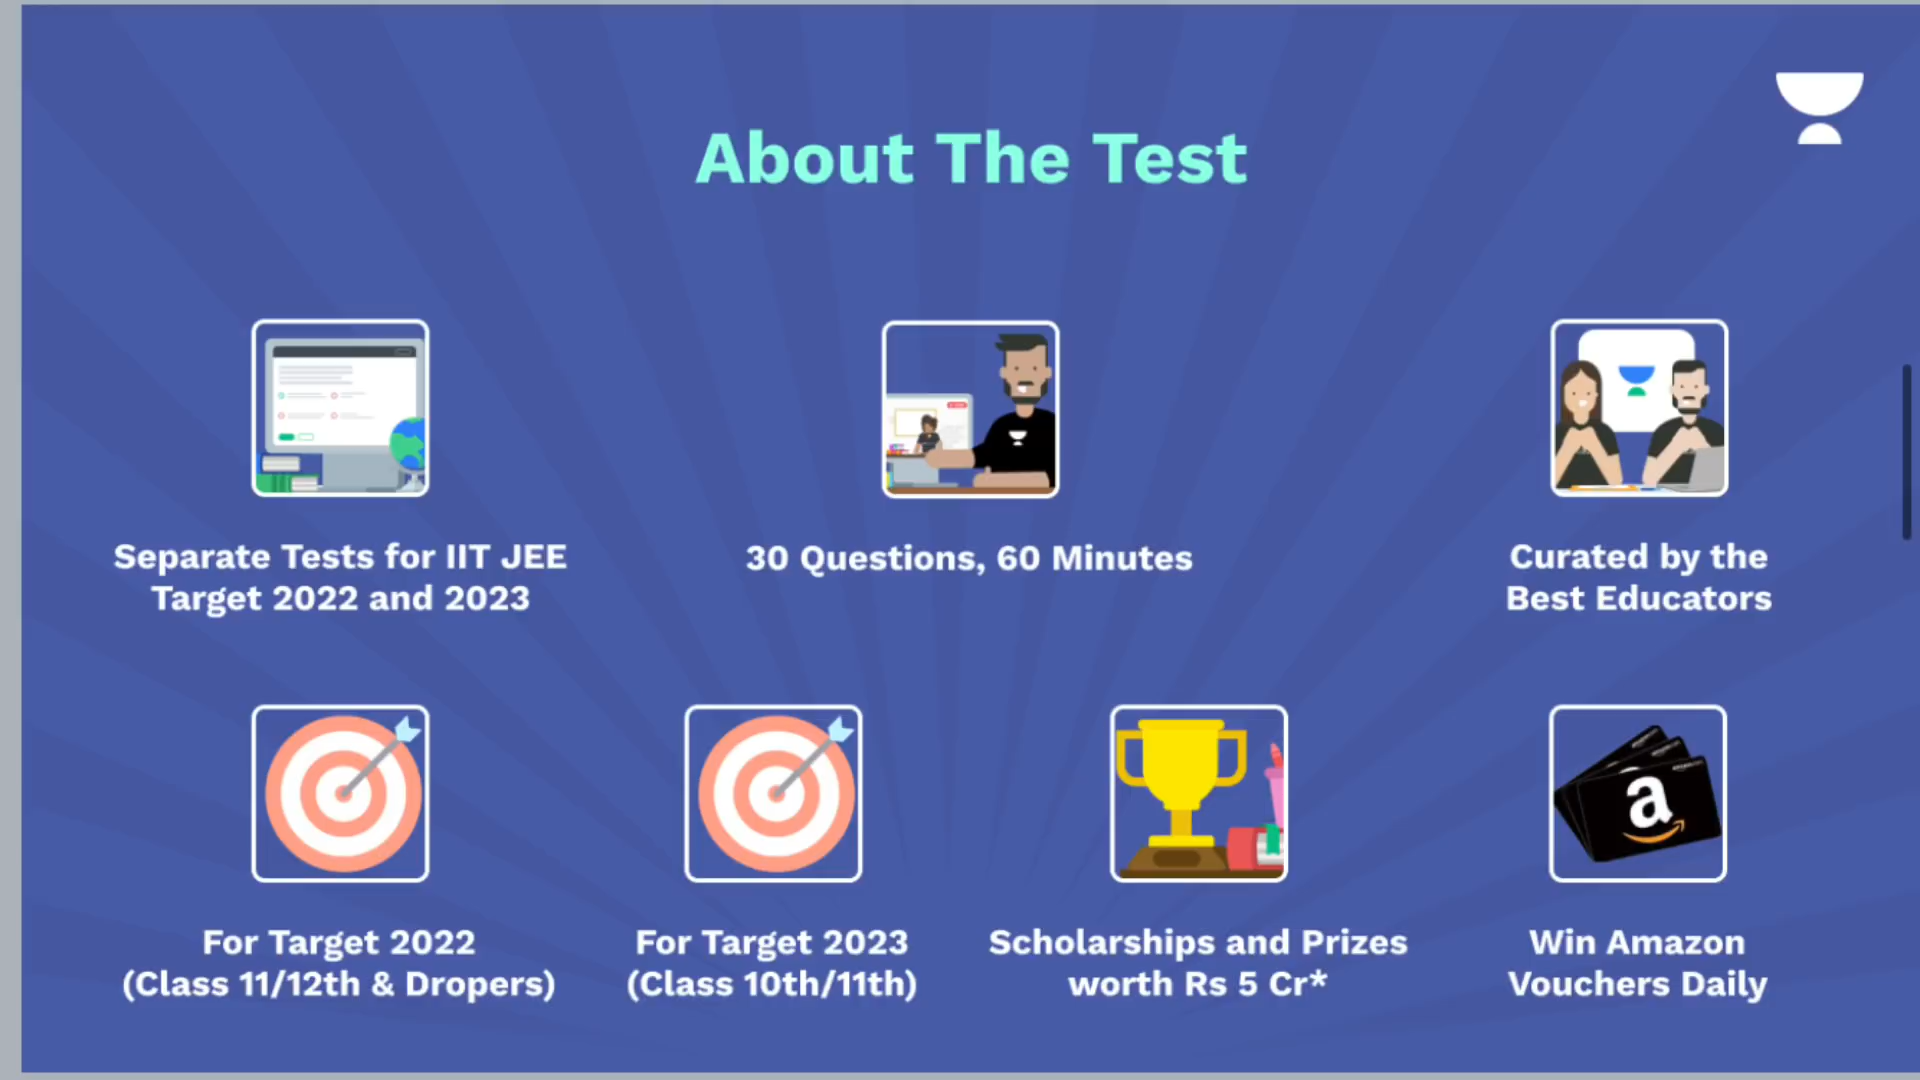 About The Test
Separate Tests for IIT JEE
Target 2022 and 2023
30 Questions, 60 Minutes
Curated by the
Best Educators
For Target 2022
(Class 11/12th & Dropers)
For Target 2023
(Class 10th/11th)
Scholarships and Prizes
worth Rs 5 Cr*
a
Win Amazon
Vouchers Daily